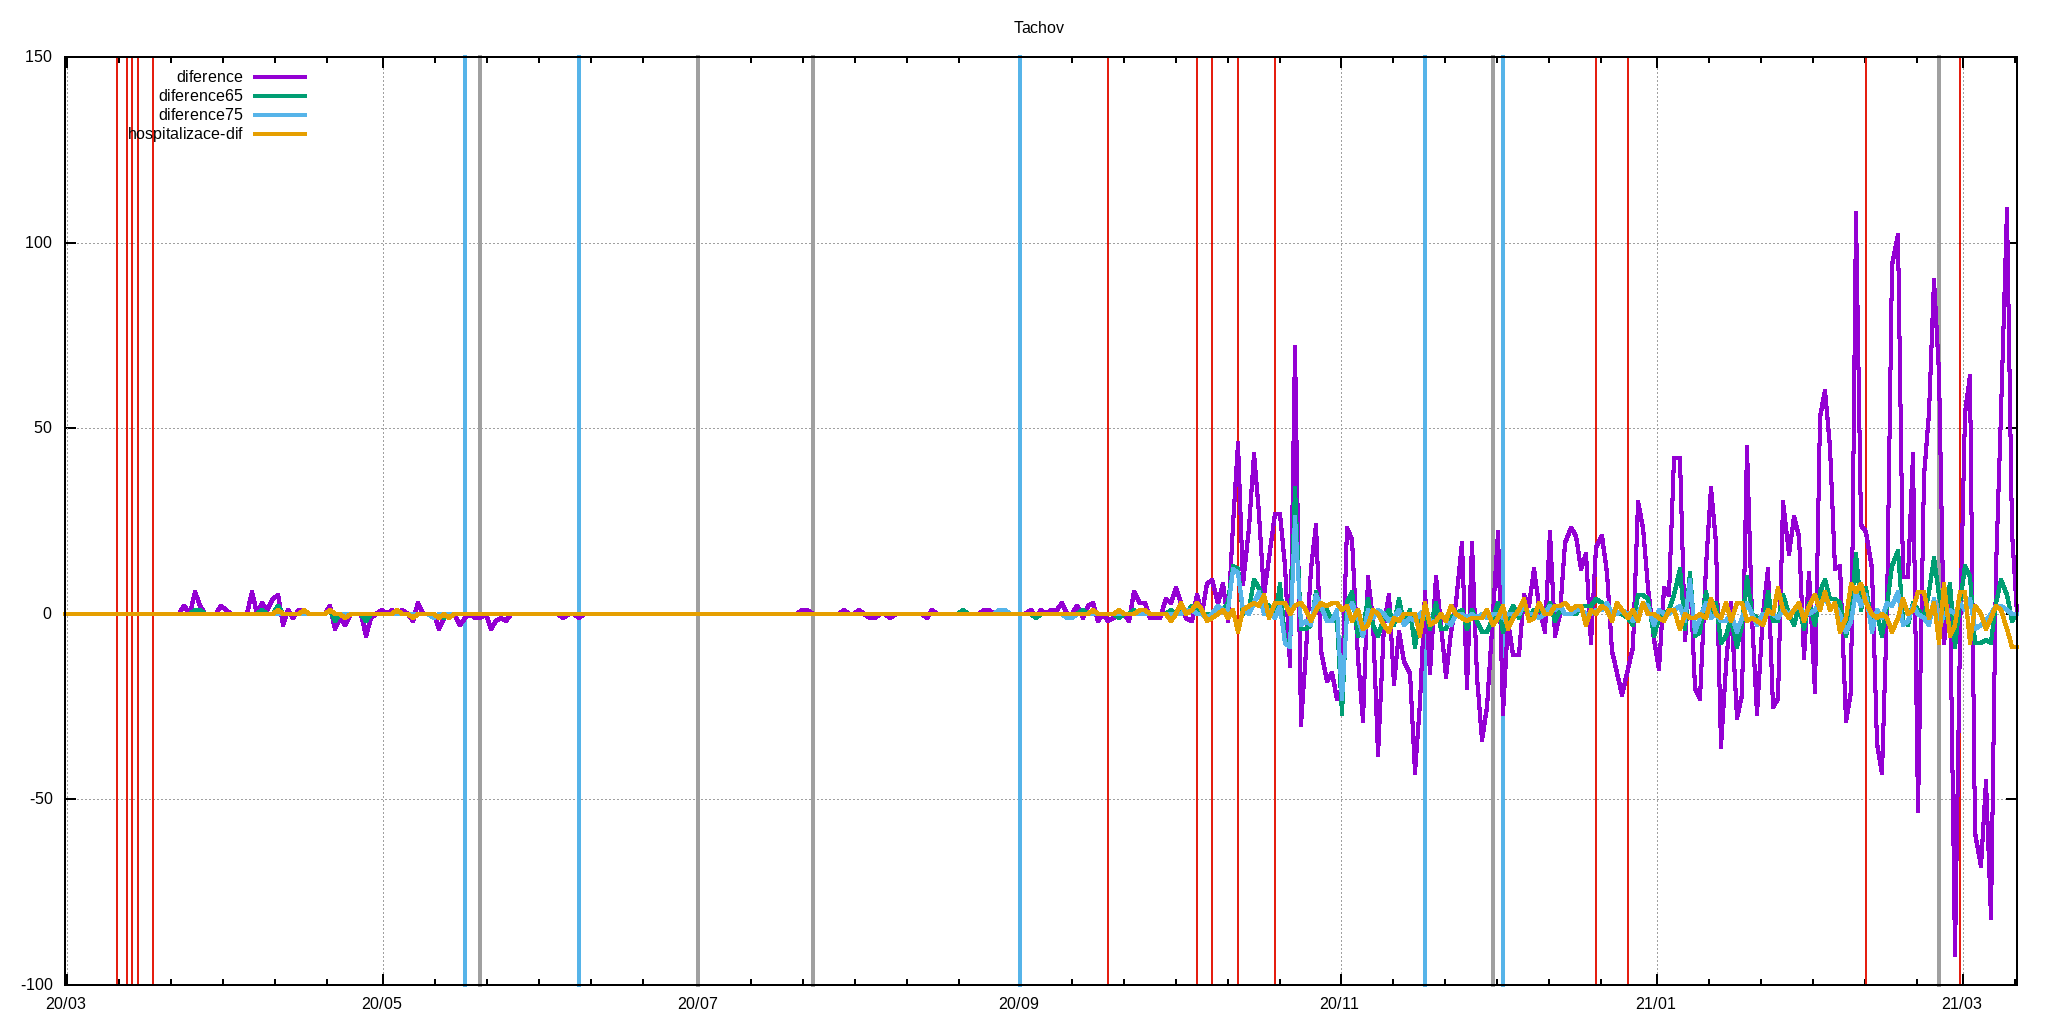 Tachov
150
100
50
0
-50
-100
diference
diference65
diference75
hospitalizace-dif
20/03 20/05 20/07 20/09 20/11 21/01 21/03